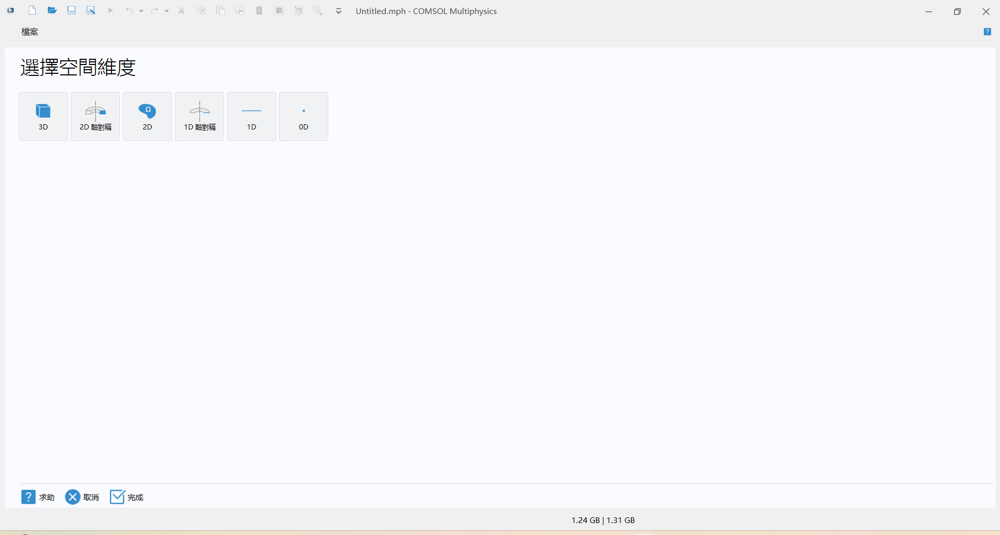 Untitled.mph - COMSOL Multiphysics
檔案
?
選擇空間維度
Ω
3D
2D 軸對稱
2D
1D 軸對稱
1D
0D
? 求助
取消
完成
1.24 GB | 1.31 GB